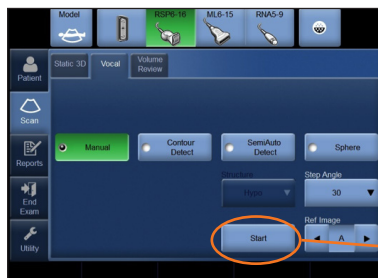 Model
RSP6-16
ML6-15
RNA5-9
Patient
Scan
Reports
End
Exam
Utility
Static 3D
Vocal
Volume
Review
Manual
Contour
Detect
SemiAuto
Detect
Sphere
Structure
Hypo
Step Angle
30
Ref Image
Start
A